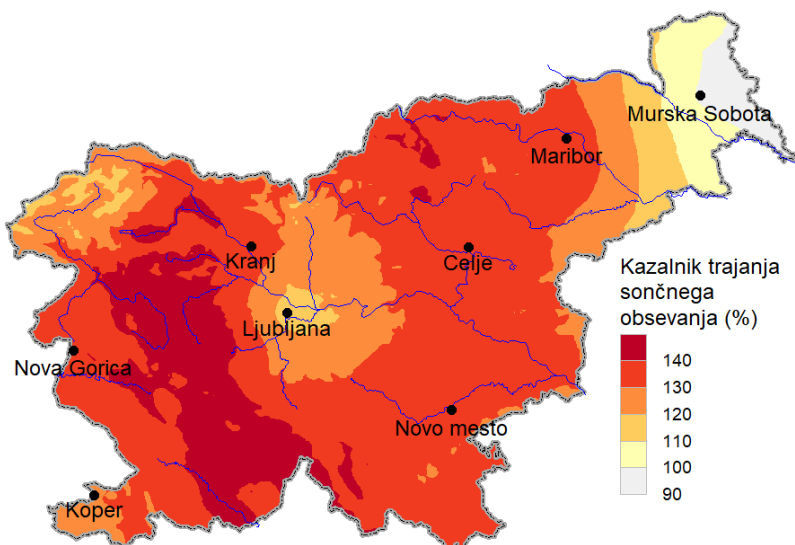 Murska Sobota
Maribor
Kranj
Celje
Ljubljana
Nova Gorica
Novo mesto
Koper
Kazalnik trajanja
sončnega
obsevanja (%)
140
130
120
110
100
90